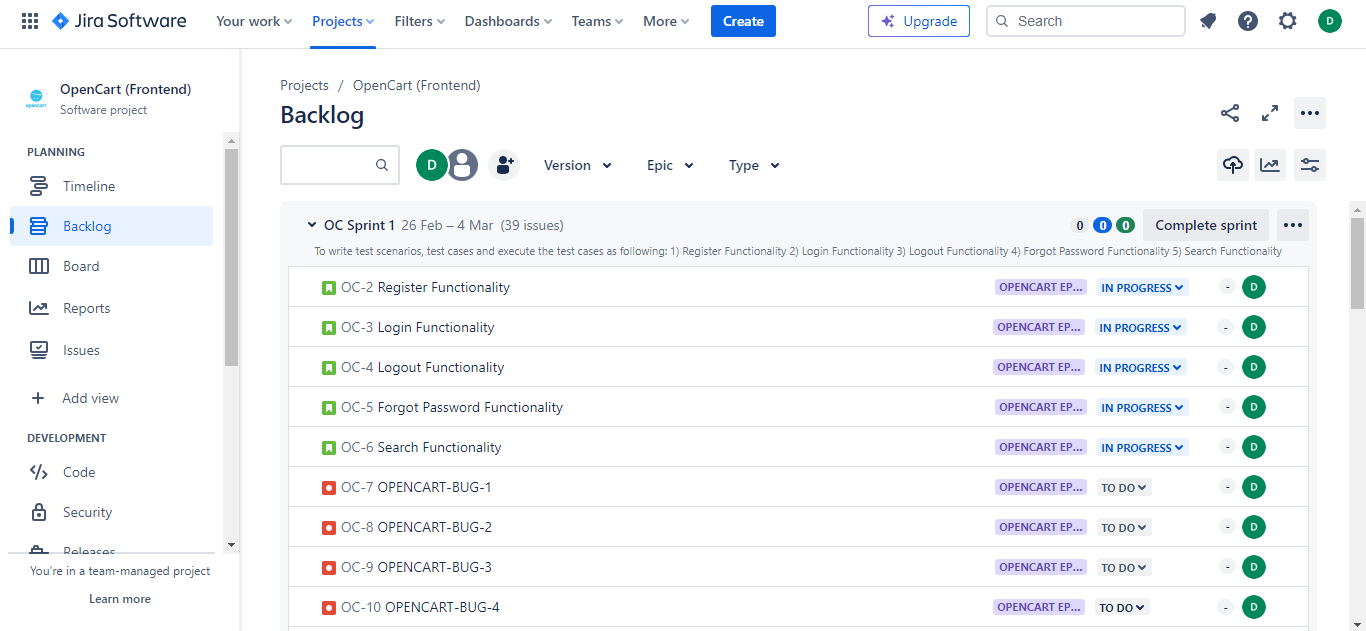 Jira Software Your work Projects Filters Dashboards Teams More Create Upgrade Search D
OpenCart (Frontend)
Software project
opencart
PLANNING
Timeline
Backlog
Board
Reports
Issues
Add view
DEVELOPMENT
Code
Security
Releases
You're in a team-managed project
Learn more
Projects / OpenCart (Frontend)
Backlog
D Version Epic Type
OC Sprint 1 26 Feb – 4 Mar (39 issues) 0 0 0 Complete sprint
To write test scenarios, test cases and execute the test cases as following: 1) Register Functionality 2) Login Functionality 3) Logout Functionality 4) Forgot Password Functionality 5) Search Functionality
OC-2 Register Functionality OPENCART EP... IN PROGRESS - D
OC-3 Login Functionality OPENCART EP... IN PROGRESS - D
OC-4 Logout Functionality OPENCART EP... IN PROGRESS - D
OC-5 Forgot Password Functionality OPENCART EP... IN PROGRESS - D
OC-6 Search Functionality OPENCART EP... IN PROGRESS - D
OC-7 OPENCART-BUG-1 OPENCART EP... TO DO - D
OC-8 OPENCART-BUG-2 OPENCART EP... TO DO - D
OC-9 OPENCART-BUG-3 OPENCART EP... TO DO - D
OC-10 OPENCART-BUG-4 OPENCART EP... TO DO - D